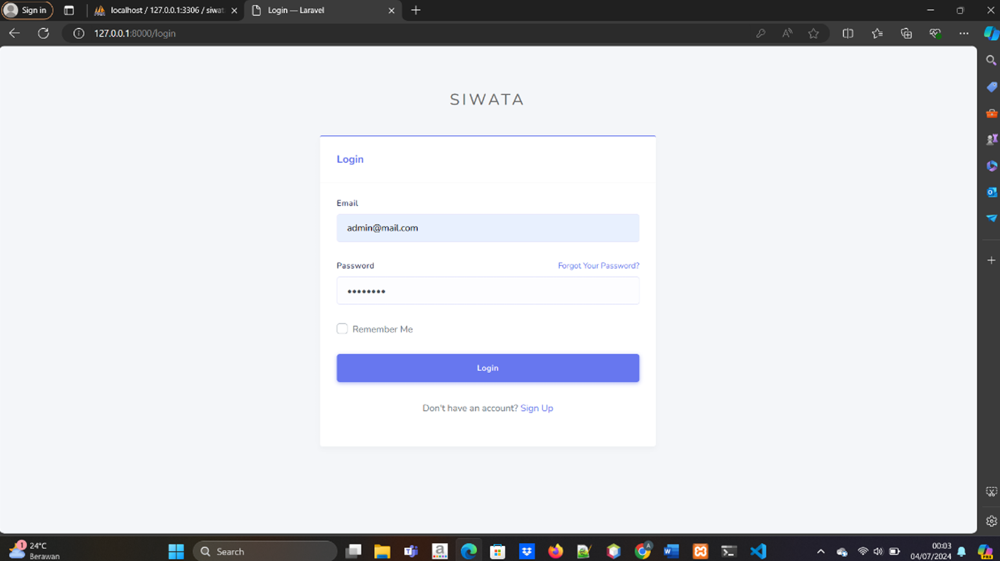 Sign in
localhost / 127.0.0.1:3306 / siwat
Login — Laravel
127.0.0.1:8000/login
SIWATA
Login
Email
admin@mail.com
Password
Forgot Your Password?
••••••••
Remember Me
Login
Don't have an account? Sign Up
1
24°C
Berawan
Search
00:03
04/07/2024